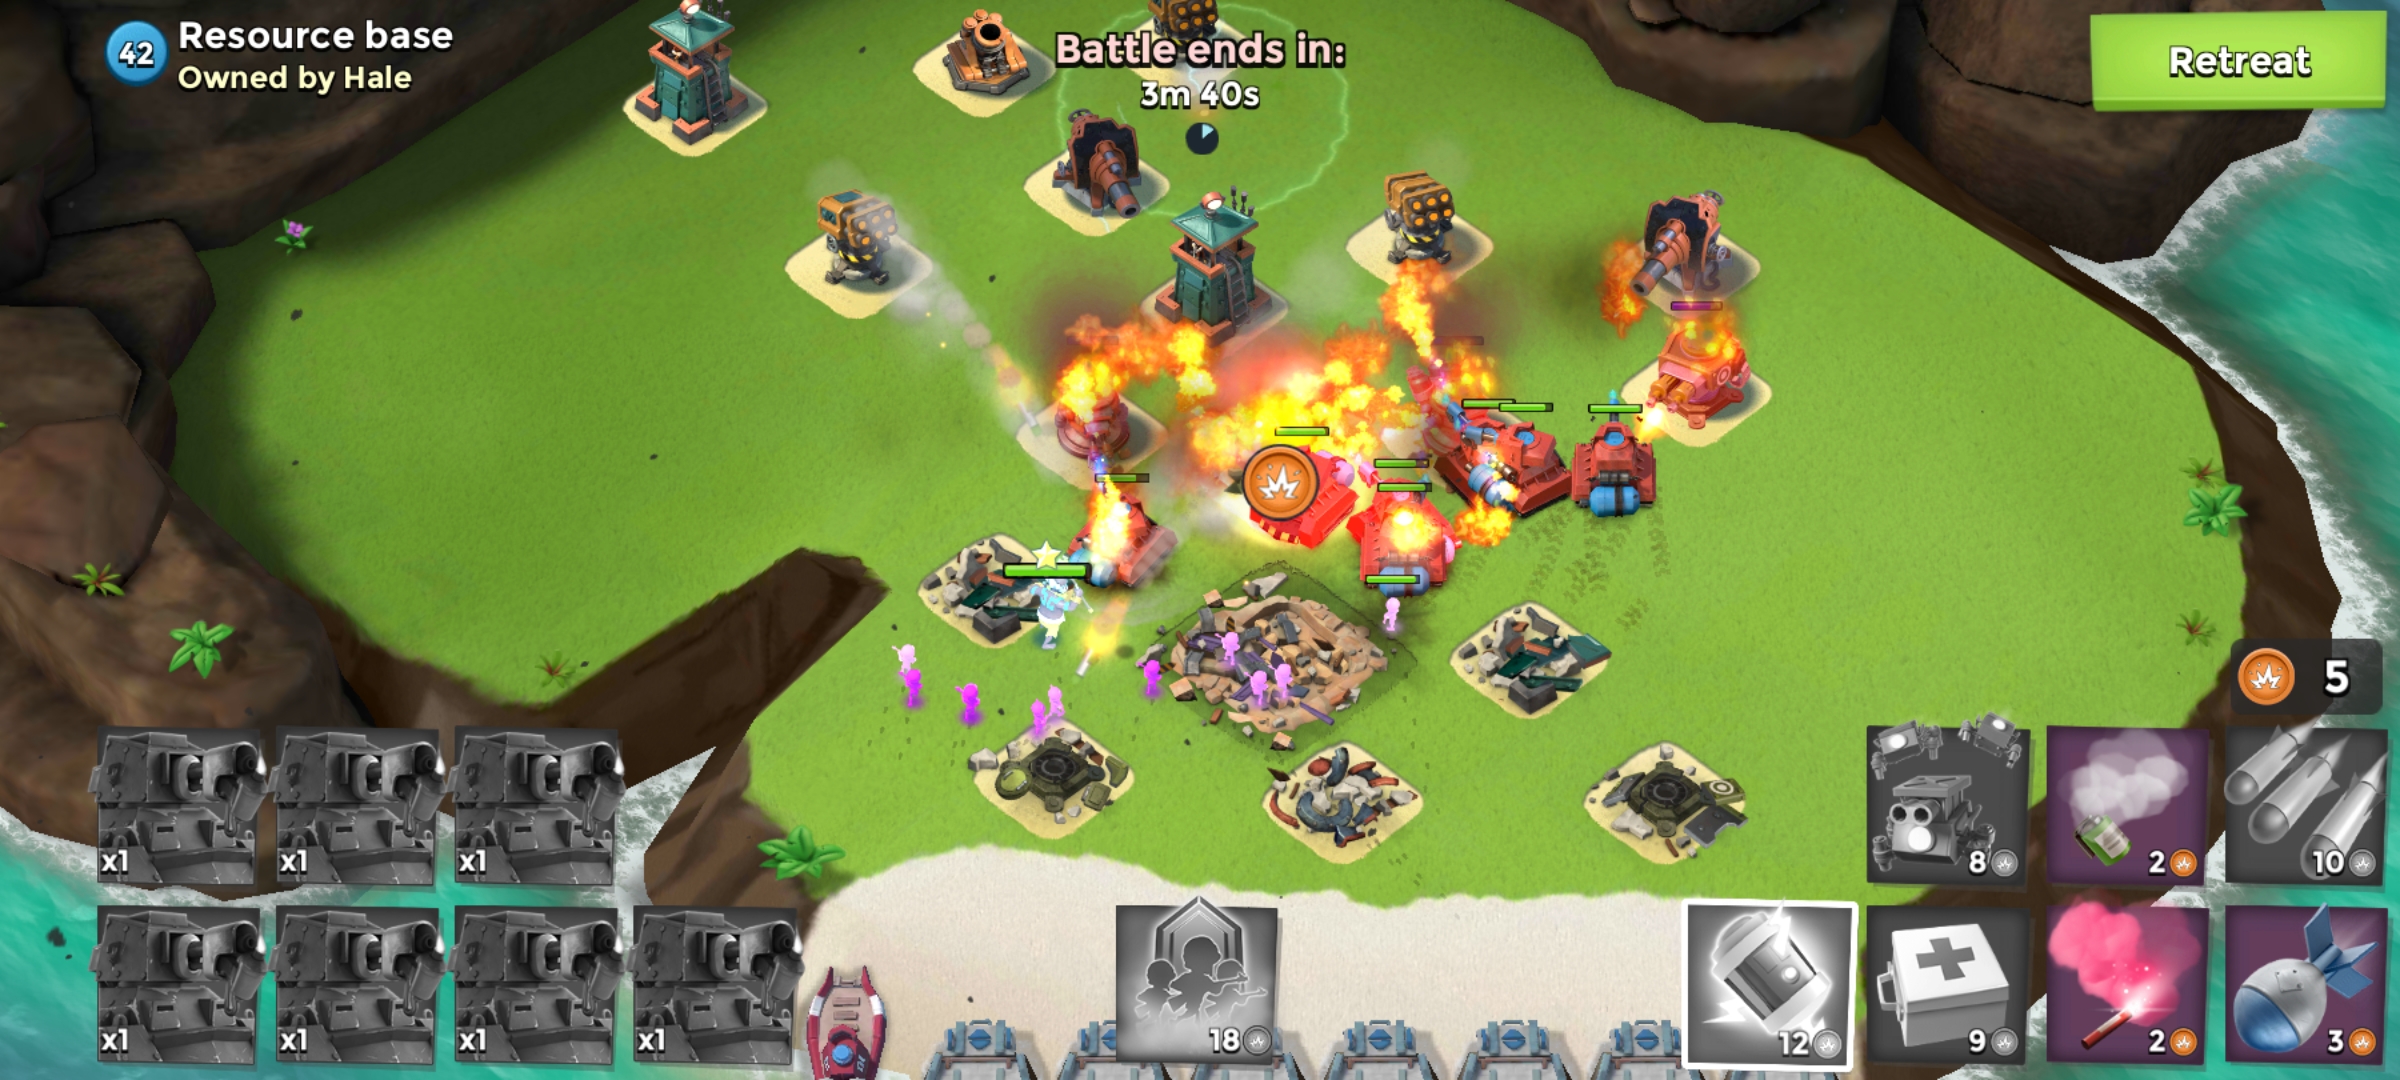 42
Resource base
Owned by Hale
Battle ends in:
3m 40s
Retreat
5
x1
x1
x1
8
2
10
x1
x1
x1
x1
18
12
9
2
3